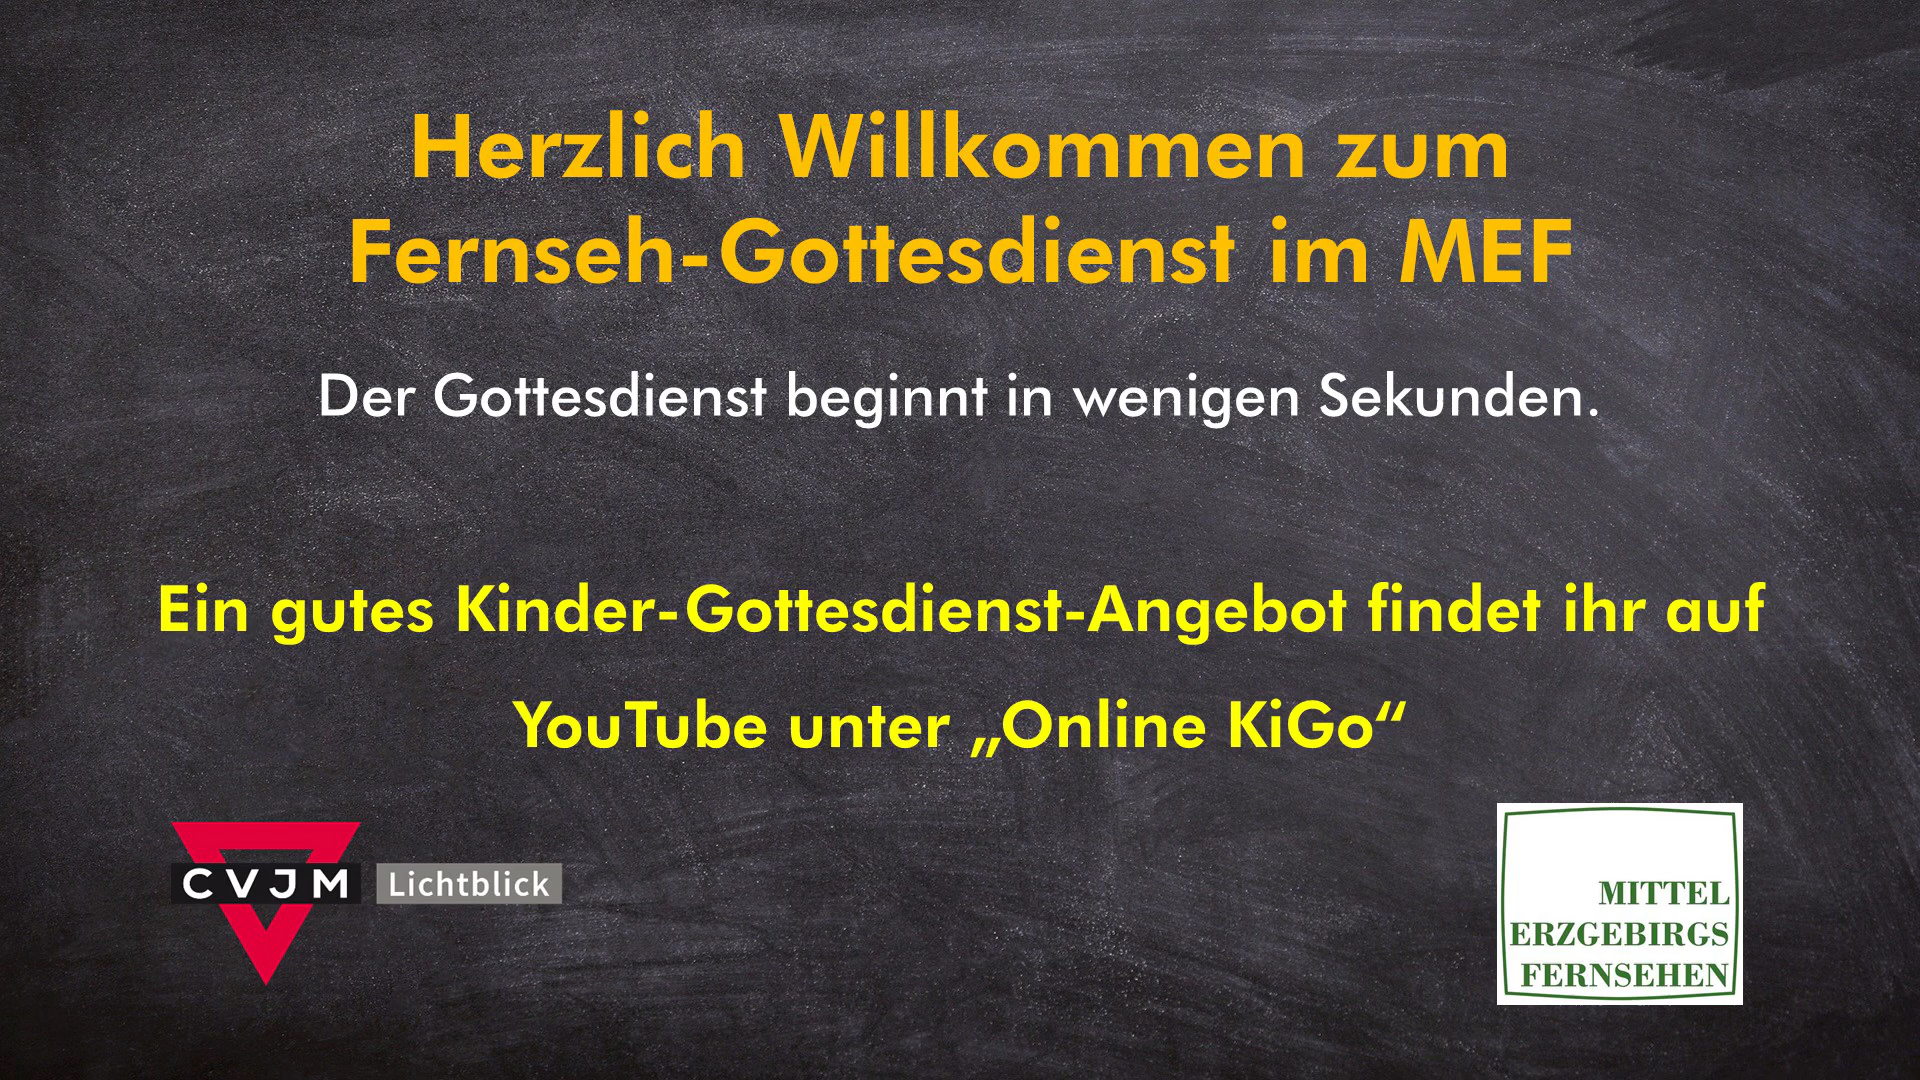 Herzlich Willkommen zum
Fernseh-Gottesdienst im MEF
Der Gottesdienst beginnt in wenigen Sekunden.
Ein gutes Kinder-Gottesdienst-Angebot findet ihr auf
YouTube unter „Online KiGo“
CVJM Lichtblick
MITTEL
ERZGEBIRGS
FERNSEHEN